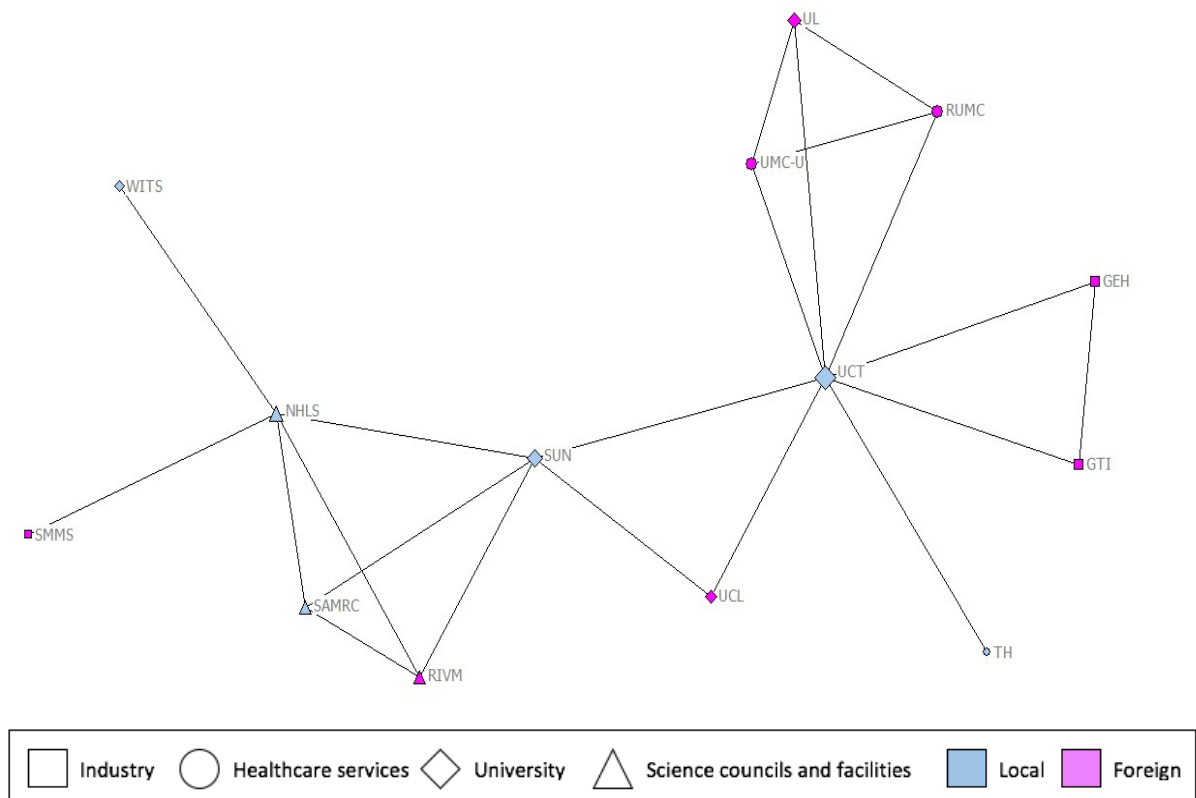 UL
RUMC
UMC-U
WITS
GEH
UCT
NHLS
SUN
GTI
SMMS
UCL
SAMRC
TH
RIVM
Industry Healthcare services University Science councils and facilities Local Foreign